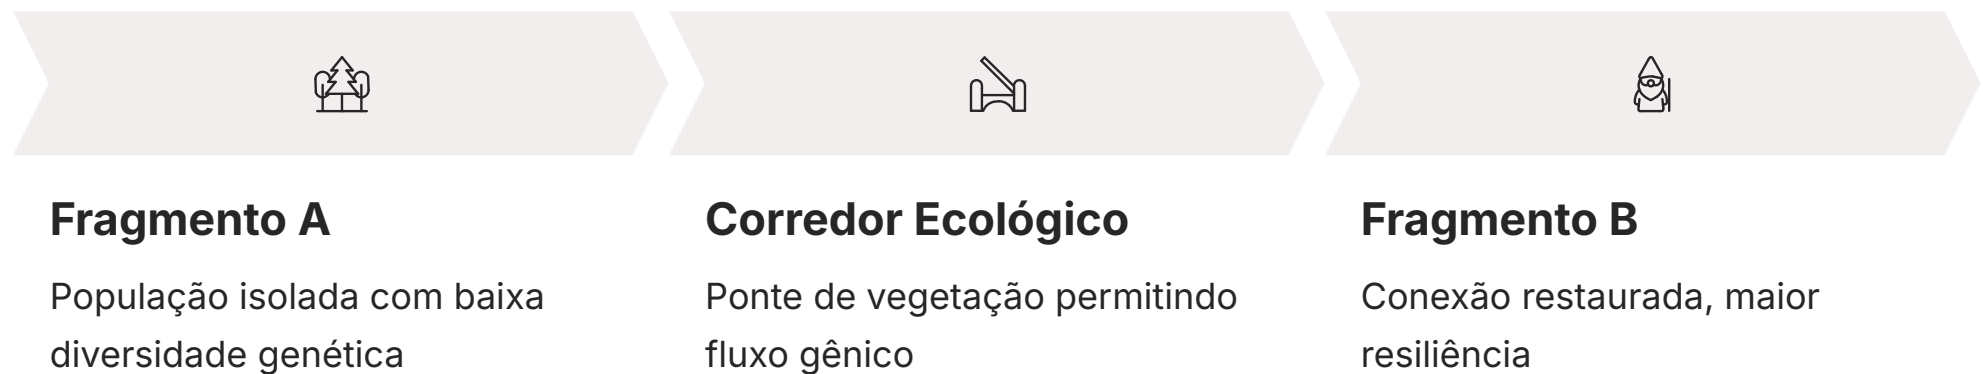 Fragmento A
População isolada com baixa
diversidade genética
Corredor Ecológico
Ponte de vegetação permitindo
fluxo gênico
Fragmento B
Conexão restaurada, maior
resiliência